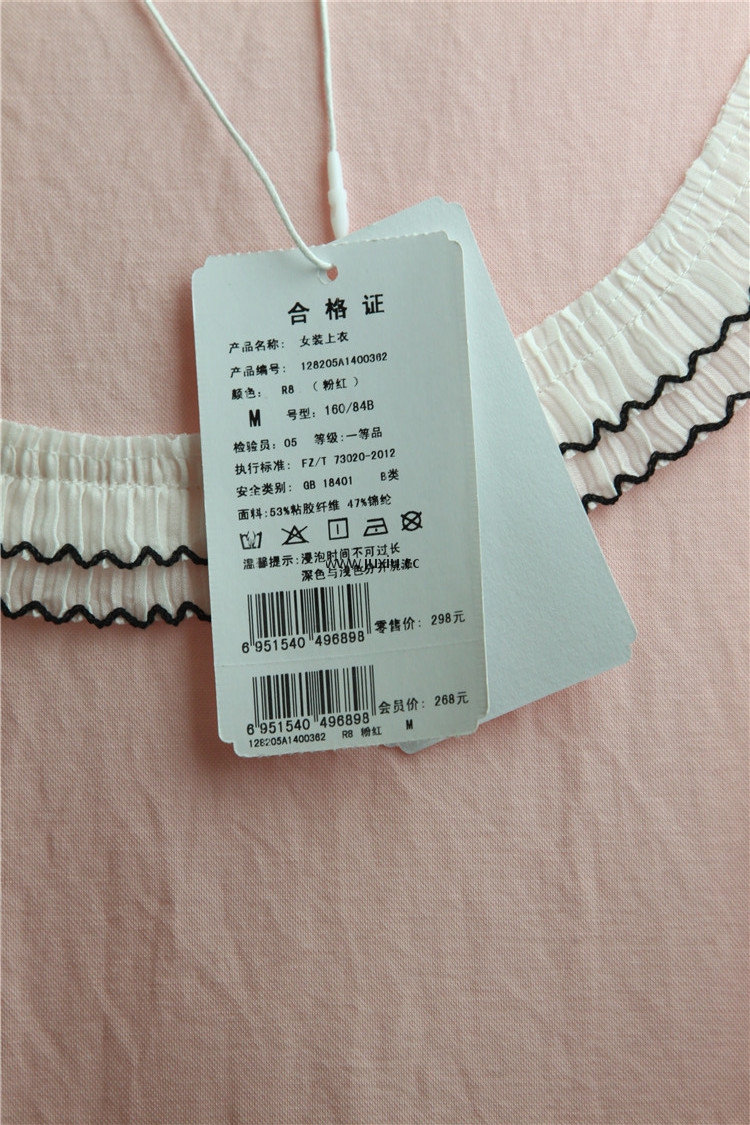 合格证
产品名称: 女装上衣
产品编号: 128205A1400362
颜色: R8 （粉红）
M 号型: 160/84B
检验员: 05 等级:一等品
执行标准: FZ/T 73020-2012
安全类别: GB 18401 B类
面料:53%粘胶纤维 47%锦纶
温馨提示:浸泡时间不可过长
深色与浅色分开洗涤
6 951540 496898 零售价: 298元
6 951540 496898 会员价: 268元
128205A1400362 R8 粉红 M